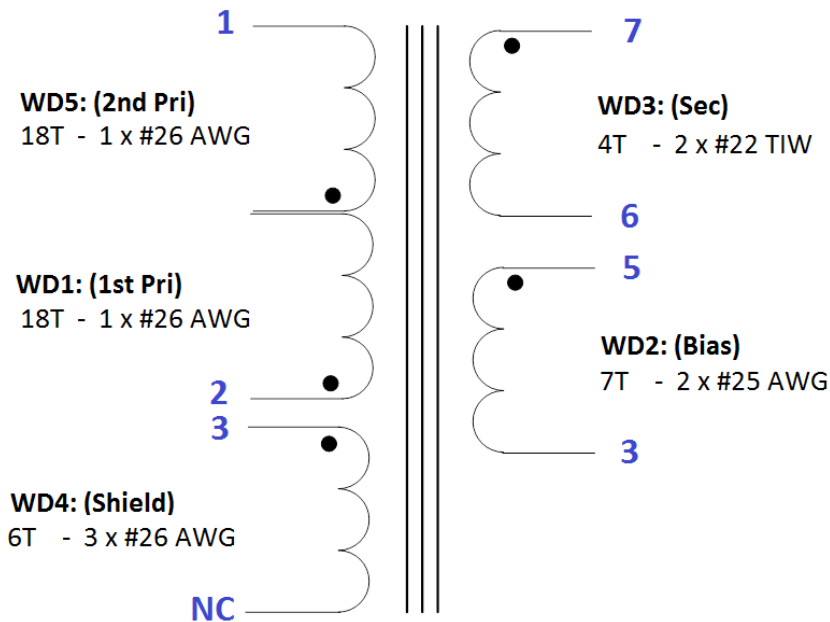 1
WD5: (2nd Pri)
18T - 1 x #26 AWG
WD1: (1st Pri)
18T - 1 x #26 AWG
2
3
WD4: (Shield)
6T - 3 x #26 AWG
NC
7
WD3: (Sec)
4T - 2 x #22 TIW
6
5
WD2: (Bias)
7T - 2 x #25 AWG
3